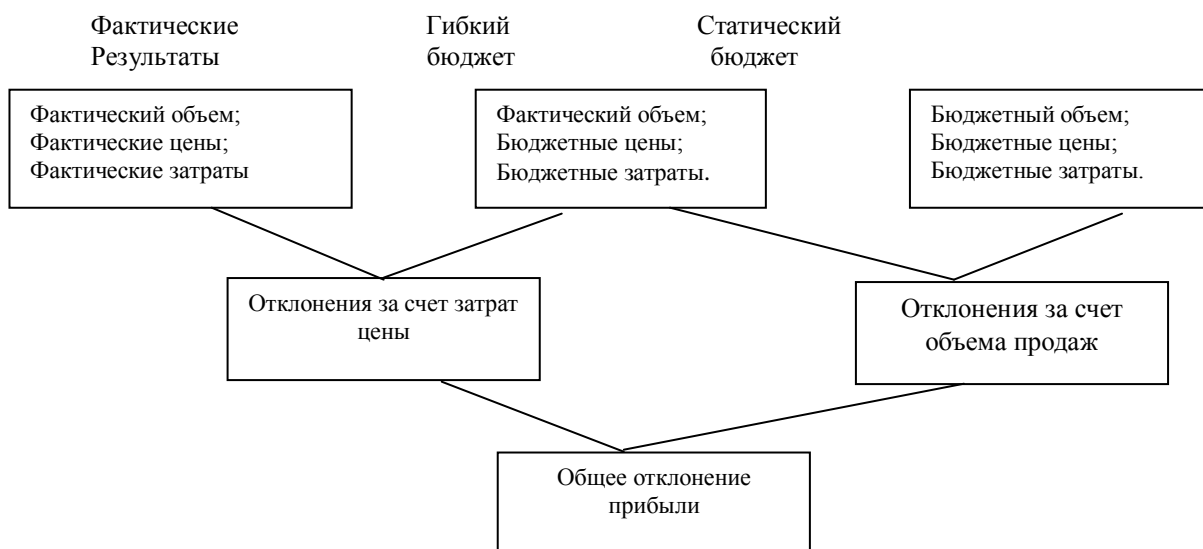 Фактические
Результаты
Гибкий
бюджет
Статический
бюджет
Фактический объем;
Фактические цены;
Фактические затраты
Фактический объем;
Бюджетные цены;
Бюджетные затраты.
Бюджетный объем;
Бюджетные цены;
Бюджетные затраты.
Отклонения за счет затрат
цены
Отклонения за счет
объема продаж
Общее отклонение
прибыли